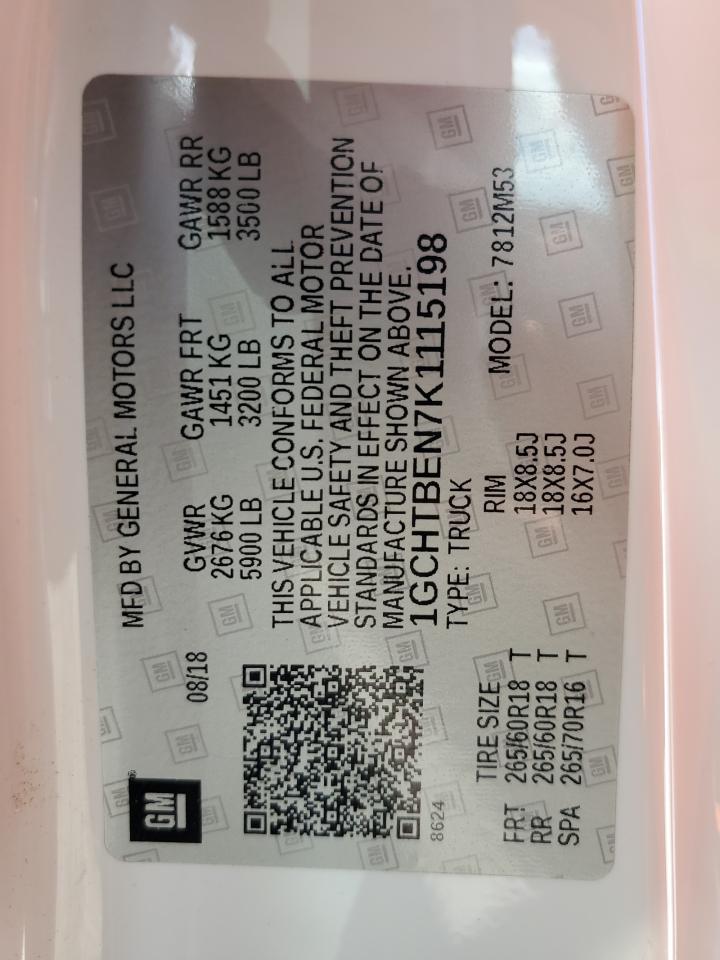 GM
MFD BY GENERAL MOTORS LLC
08/18
GVWR GAWR FRT GAWR RR
2676 KG 1451 KG 1588 KG
5900 LB 3200 LB 3500 LB
THIS VEHICLE CONFORMS TO ALL
APPLICABLE U.S. FEDERAL MOTOR
VEHICLE SAFETY AND THEFT PREVENTION
STANDARDS IN EFFECT ON THE DATE OF
MANUFACTURE SHOWN ABOVE.
1GCHTBEN7K1115198
8624
TYPE: TRUCK
TIRE SIZE RIM MODEL: 7812M53
FRT 265/60R18 T 18X8.5J
RR 265/60R18 T 18X8.5J
SPA 265/70R16 T 16X7.0J